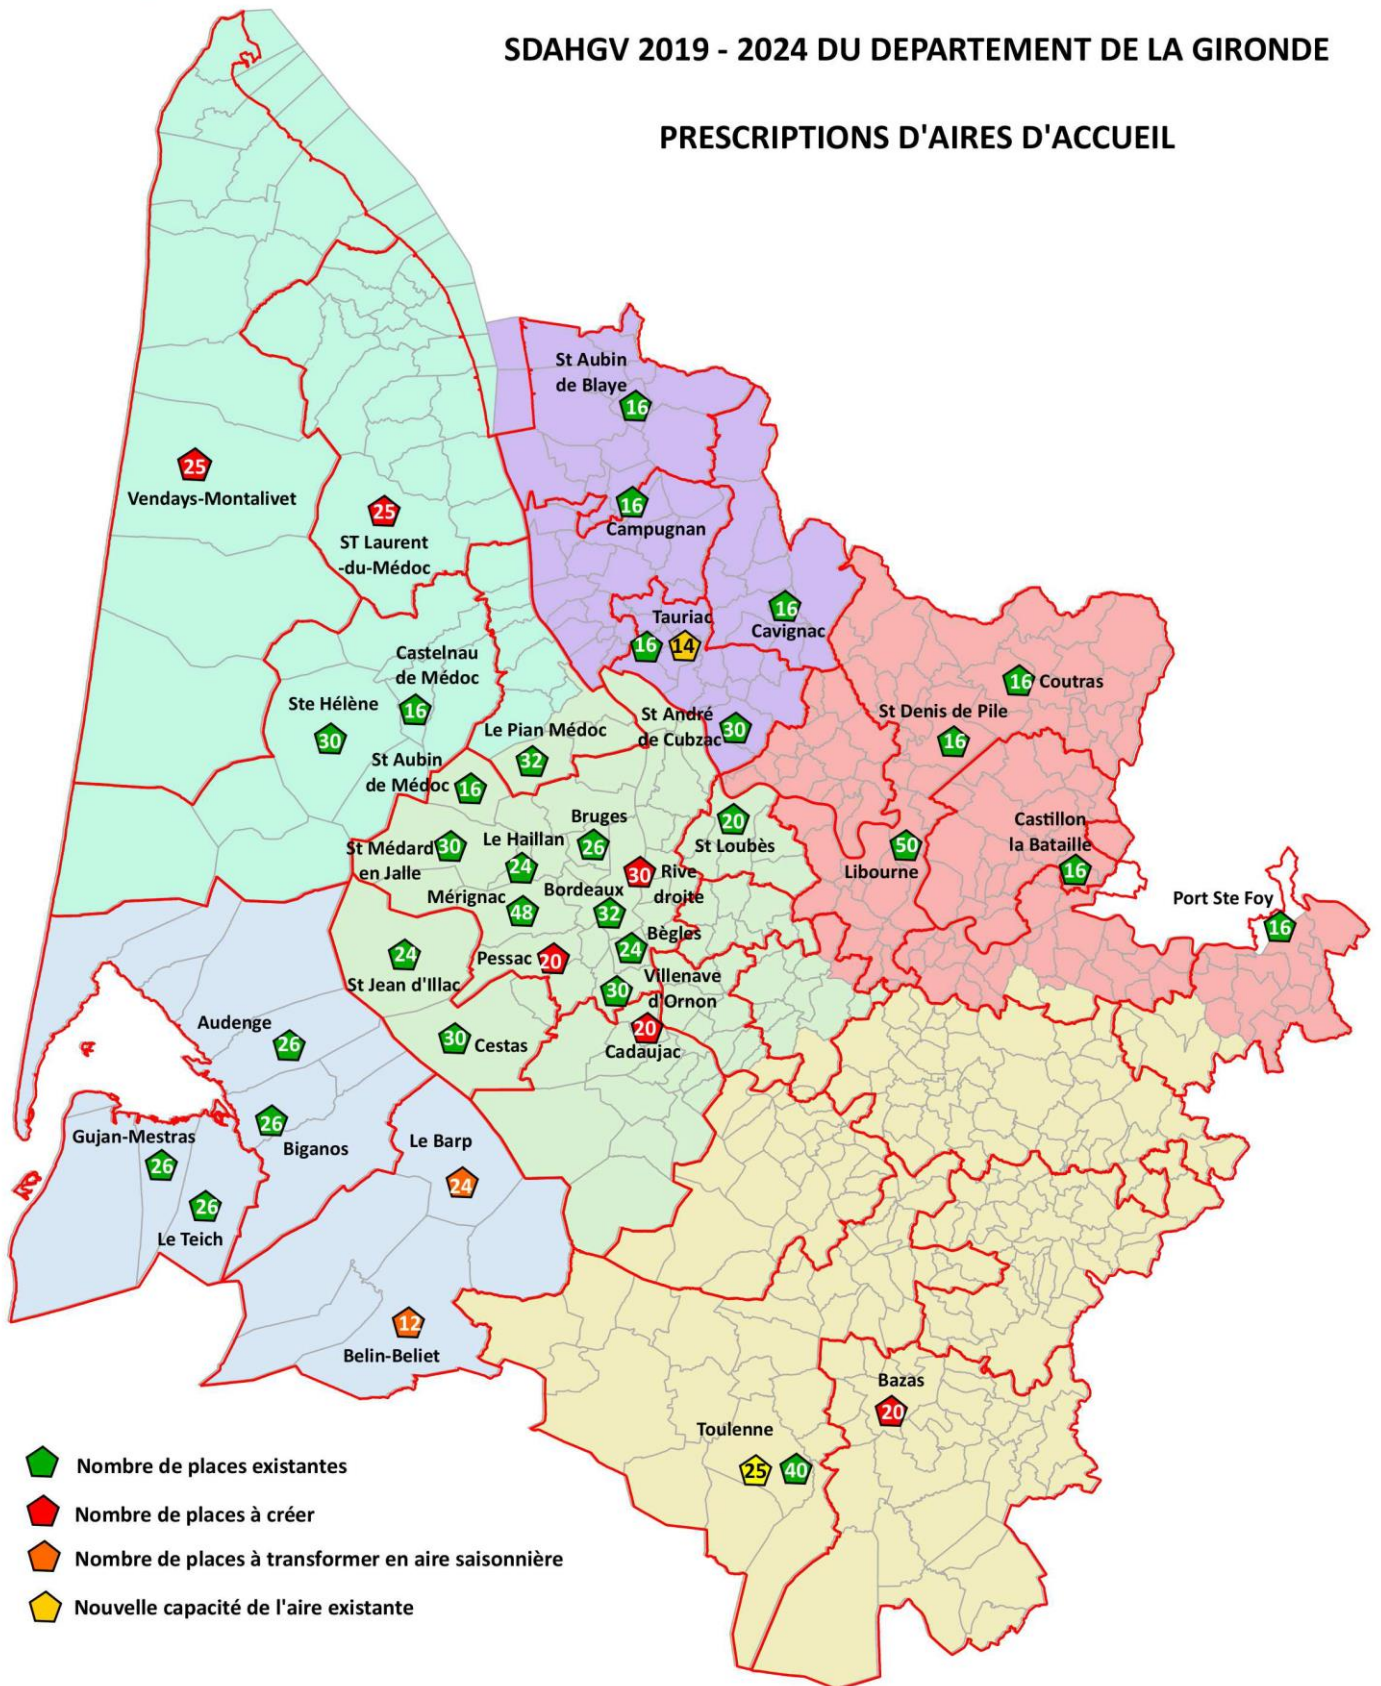 SDAHGV 2019 - 2024 DU DEPARTEMENT DE LA GIRONDE
PRESCRIPTIONS D'AIRES D'ACCUEIL
St Aubin
de Blaye
16
25
Vendays-Montalivet
25
ST Laurent
-du-Médoc
16
Campugnan
16
Cavignac
Tauriac
16
14
Castelnau
de Médoc
16
Ste Hélène
30
16
Coutras
St Denis de Pile
16
St André
de Cubzac
30
Le Pian Médoc
32
St Aubin
de Médoc
16
Bruges
26
20
St Loubès
Castillon
la Bataille
16
50
Libourne
St Médard
en Jalle
30
Le Haillan
24
30
Rive
droite
Mérignac
48
Bordeaux
32
Port Ste Foy
16
24
Bègles
24
St Jean d'Illac
Pessac
20
Villenave
d'Ornon
30
20
Cadaujac
30
Cestas
Audenge
26
26
Biganos
Gujan-Mestras
26
26
Le Teich
Le Barp
24
12
Belin-Beliet
Bazas
20
Toulenne
25
40
Nombre de places existantes
Nombre de places à créer
Nombre de places à transformer en aire saisonnière
Nouvelle capacité de l'aire existante